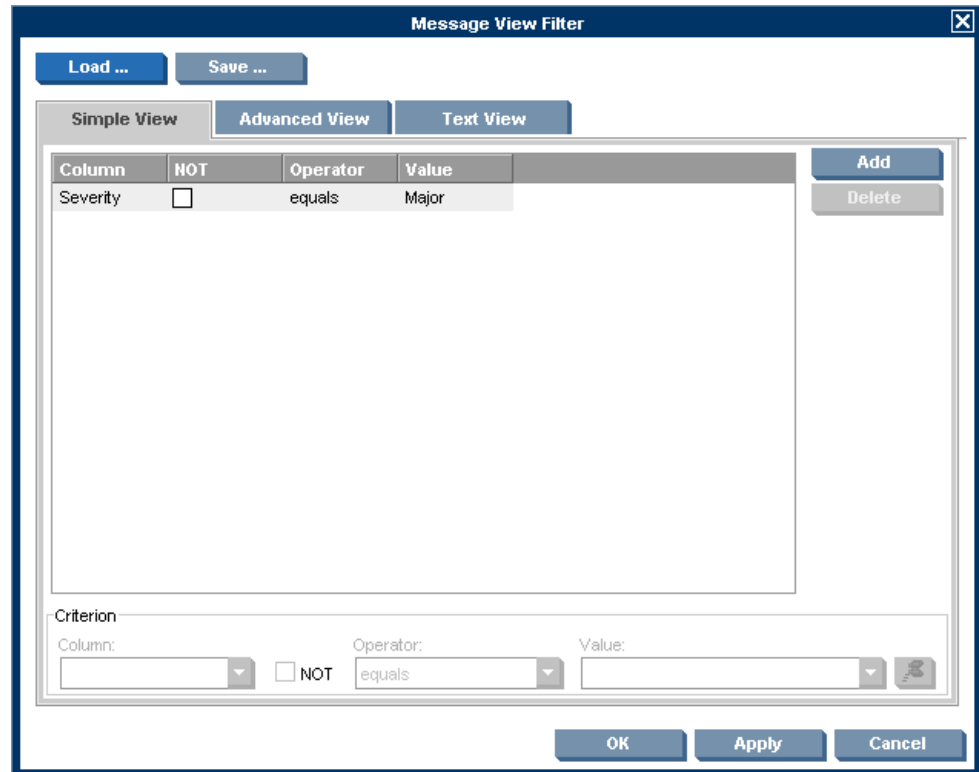 Message View Filter
Load ... Save ...
Simple View Advanced View Text View
Column NOT Operator Value Add
Severity equals Major Delete
Criterion
Column: Operator: Value:
NOT equals
OK Apply Cancel